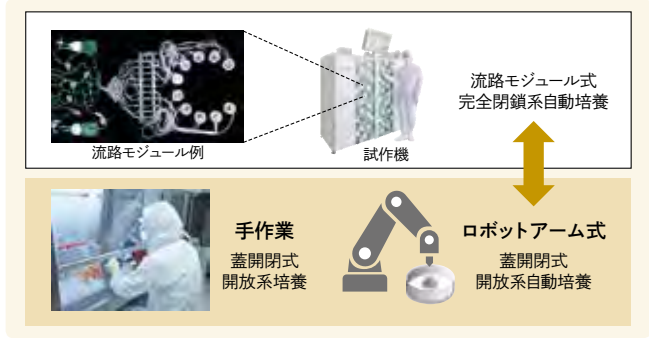 流路モジュール例
試作機
流路モジュール式
完全閉鎖系自動培養
手作業
蓋開閉式
開放系培養
ロボットアーム式
蓋開閉式
開放系自動培養